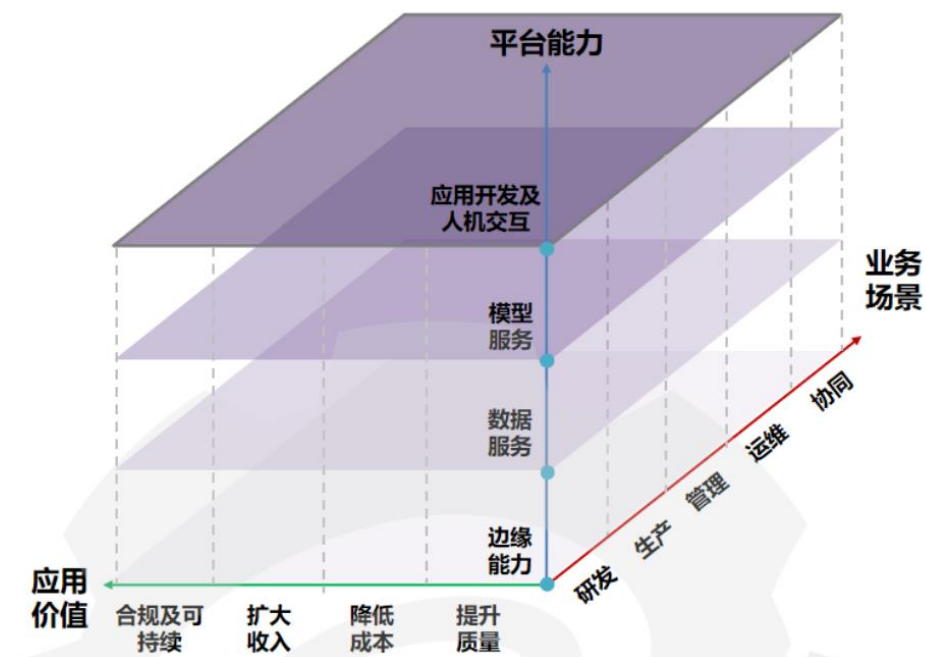 平台能力
应用开发及
人机交互
模型
服务
数据
服务
边缘
能力
业务
场景
协同
运维
管理
生产
研发
应用
价值
合规及可
持续
扩大
收入
降低
成本
提升
质量